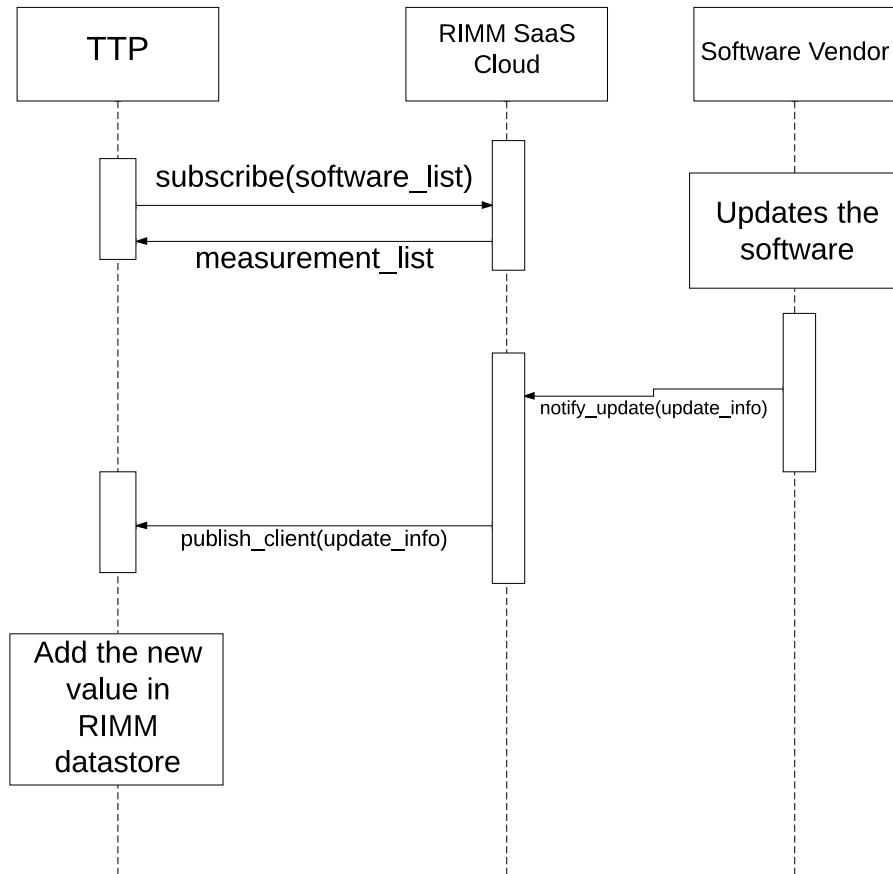 TTP
RIMM SaaS
Cloud
Software Vendor
subscribe(software_list)
measurement_list
Updates the
software
notify_update(update_info)
publish_client(update_info)
Add the new
value in
RIMM
datastore